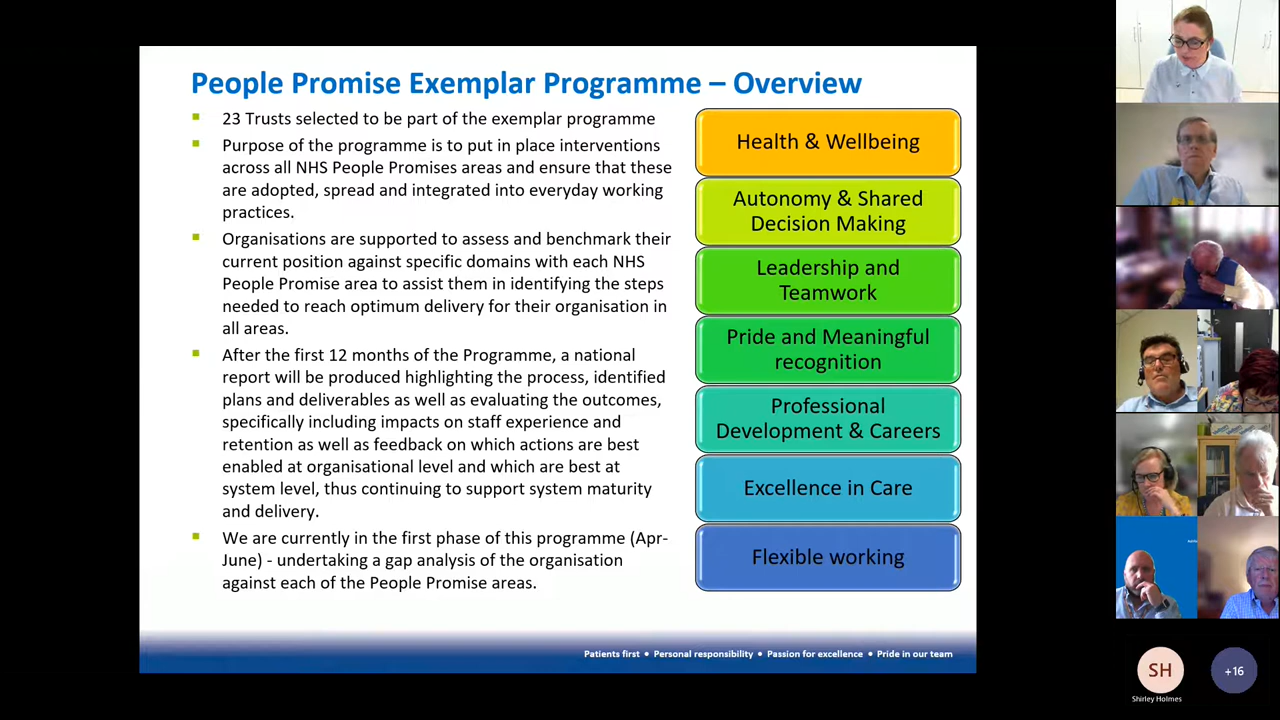 People Promise Exemplar Programme – Overview
23 Trusts selected to be part of the exemplar programme
Purpose of the programme is to put in place interventions
across all NHS People Promises areas and ensure that these
are adopted, spread and integrated into everyday working
practices.
Organisations are supported to assess and benchmark their
current position against specific domains with each NHS
People Promise area to assist them in identifying the steps
needed to reach optimum delivery for their organisation in
all areas.
After the first 12 months of the Programme, a national
report will be produced highlighting the process, identified
plans and deliverables as well as evaluating the outcomes,
specifically including impacts on staff experience and
retention as well as feedback on which actions are best
enabled at organisational level and which are best at
system level, thus continuing to support system maturity
and delivery.
We are currently in the first phase of this programme (Apr-
June) - undertaking a gap analysis of the organisation
against each of the People Promise areas.
Health & Wellbeing
Autonomy & Shared
Decision Making
Leadership and
Teamwork
Pride and Meaningful
recognition
Professional
Development & Careers
Excellence in Care
Flexible working
Patients first • Personal responsibility • Passion for excellence • Pride in our team
SH
Shirley Holmes
+16